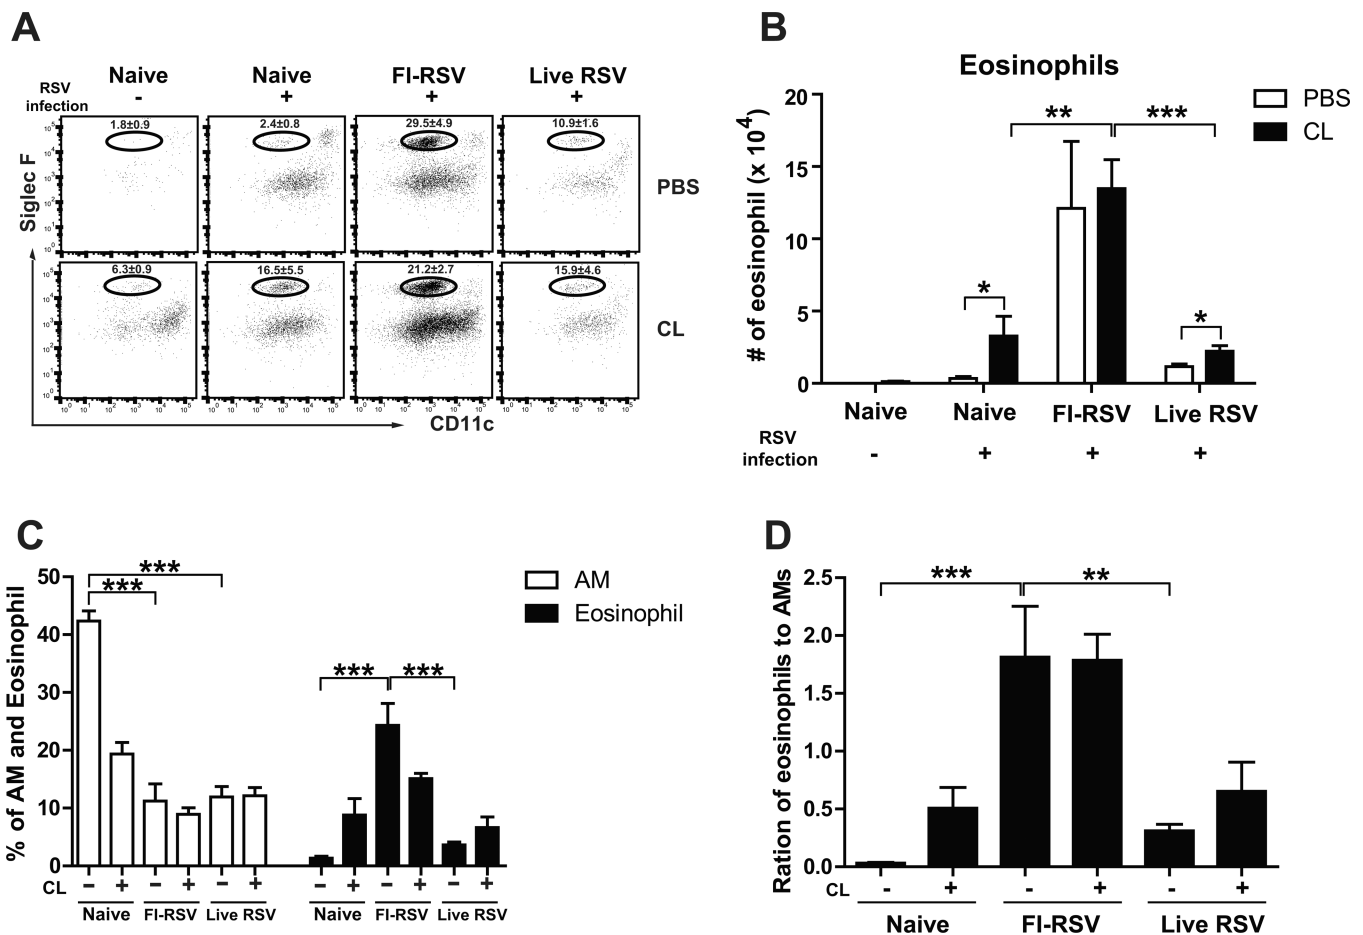 A
Naive Naive FI-RSV Live RSV
RSV
infection - + + +
1.8±0.9 2.4±0.8 29.5±4.9 10.9±1.6
PBS
Siglec F
6.3±0.9 16.5±5.5 21.2±2.7 15.9±4.6
CL
CD11c
B
Eosinophils
PBS
CL
** ***
* *
# of eosinophil (x 10⁴)
20
15
10
5
0
Naive Naive FI-RSV Live RSV
RSV
infection - + + +
C
AM
Eosinophil
***
***
*** ***
% of AM and Eosinophil
50
40
30
20
10
0
CL - + - + - + - + - + - +
Naive FI-RSV Live RSV Naive FI-RSV Live RSV
D
*** **
Ration of eosinophils to AMs
2.5
2.0
1.5
1.0
0.5
0.0
CL - + - + - +
Naive FI-RSV Live RSV